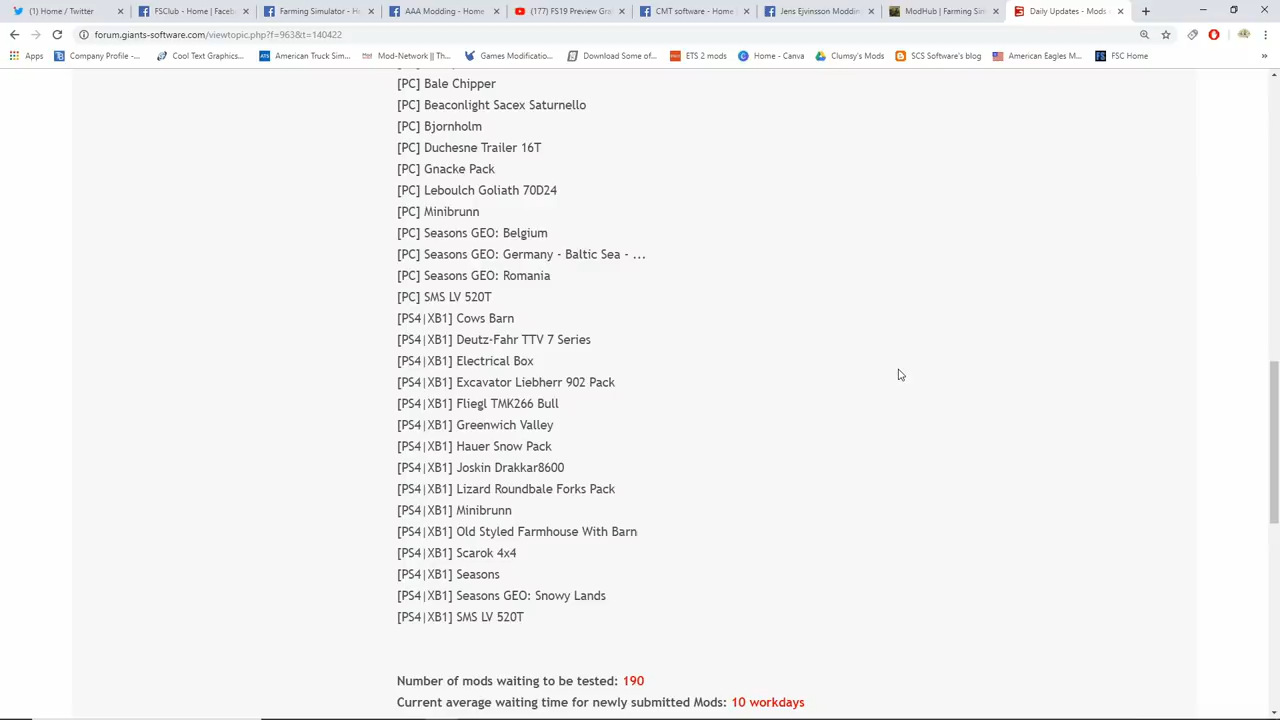 (1) Home / Twitter
FSClub - Home | Faceb
Farming Simulator - H
AAA Modding - Home
(177) FS19 Preview Gra
CMT software - Home
Jens Ejvinsson Modding
ModHub | Farming Sim
Daily Updates - Mods
forum.giants-software.com/viewtopic.php?f=963&t=140422
Apps
Company Profile -...
Cool Text Graphics...
American Truck Sim...
Mod-Network || Th...
Games Modificatio...
Download Some of...
ETS 2 mods
Home - Canva
Clumsy's Mods
SCS Software's blog
American Eagles M...
FSC Home
»
[PC] Bale Chipper
[PC] Beaconlight Sacex Saturnello
[PC] Bjornholm
[PC] Duchesne Trailer 16T
[PC] Gnacke Pack
[PC] Leboulch Goliath 70D24
[PC] Minibrunn
[PC] Seasons GEO: Belgium
[PC] Seasons GEO: Germany - Baltic Sea - ...
[PC] Seasons GEO: Romania
[PC] SMS LV 520T
[PS4|XB1] Cows Barn
[PS4|XB1] Deutz-Fahr TTV 7 Series
[PS4|XB1] Electrical Box
[PS4|XB1] Excavator Liebherr 902 Pack
[PS4|XB1] Fliegl TMK266 Bull
[PS4|XB1] Greenwich Valley
[PS4|XB1] Hauer Snow Pack
[PS4|XB1] Joskin Drakkar8600
[PS4|XB1] Lizard Roundbale Forks Pack
[PS4|XB1] Minibrunn
[PS4|XB1] Old Styled Farmhouse With Barn
[PS4|XB1] Scarok 4x4
[PS4|XB1] Seasons
[PS4|XB1] Seasons GEO: Snowy Lands
[PS4|XB1] SMS LV 520T
Number of mods waiting to be tested: 190
Current average waiting time for newly submitted Mods: 10 workdays